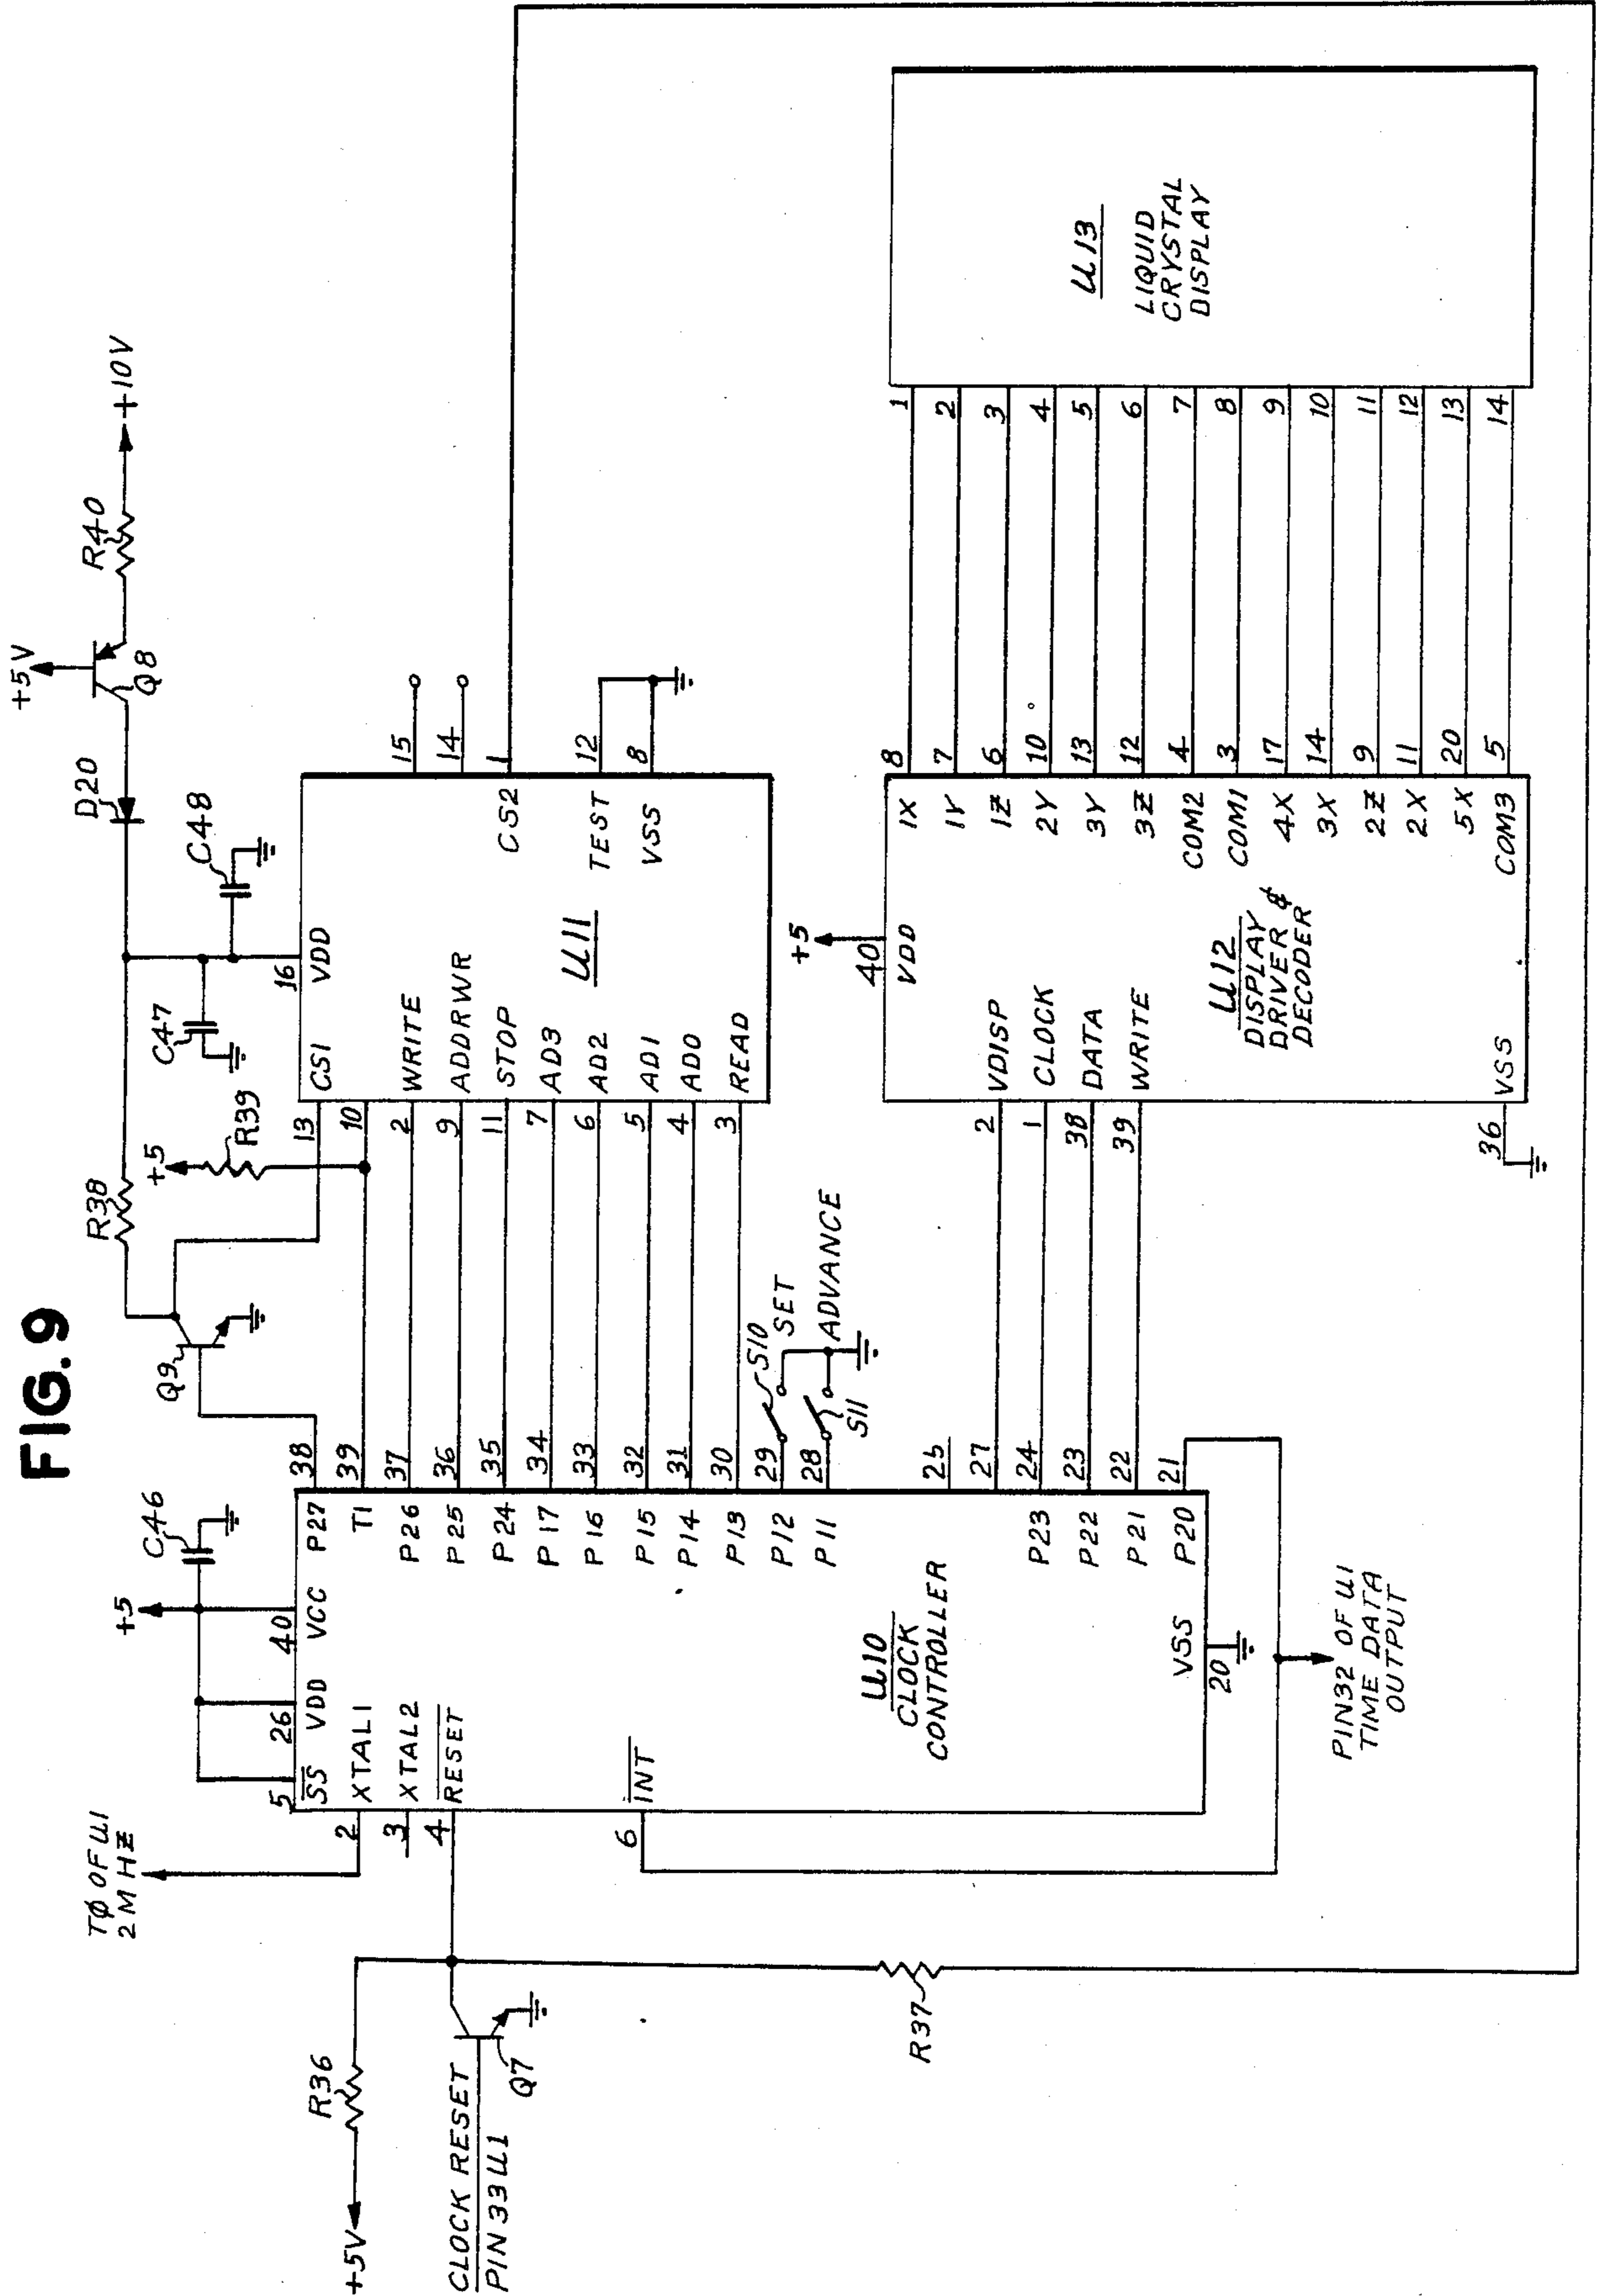 FIG. 9
+5V
R40
+10V
Q8
D20
C48
C47
R38
R39
+5
Q9
C46
+5
TØ OF U1
2 MHZ
R36
+5V
CLOCK RESET
PIN 33 U1
Q7
R37
5
26
40
SS
VDD
VCC
2
3
4
6
XTAL1
XTAL2
RESET
INT
U10
CLOCK
CONTROLLER
VSS
20
P27 38
T1 39
P26 37
P25 36
P24 35
P17 34
P16 33
P15 32
P14 31
P13 30
P12 29
P11 28
25
27
P23 24
P22 23
P21 22
P20 21
S10
SET
S11
ADVANCE
PIN32 OF U1
TIME DATA
OUTPUT
16
VDD
13 CS1
10
2 WRITE
9 ADDRWR
11 STOP
7 AD3
6 AD2
5 AD1
4 AD0
3 READ
U11
15
14
CS2 1
TEST 12
VSS 8
+5
40
VDD
2 VDISP
1 CLOCK
38 DATA
39 WRITE
U12
DISPLAY
DRIVER &
DECODER
36 VSS
1X 8 1
1Y 7 2
1Z 6 3
2Y 10 4
3Y 13 5
3Z 12 6
COM2 4 7
COM1 3 8
4X 17 9
3X 14 10
2Z 9 11
2X 11 12
5X 20 13
COM3 5 14
U13
LIQUID
CRYSTAL
DISPLAY